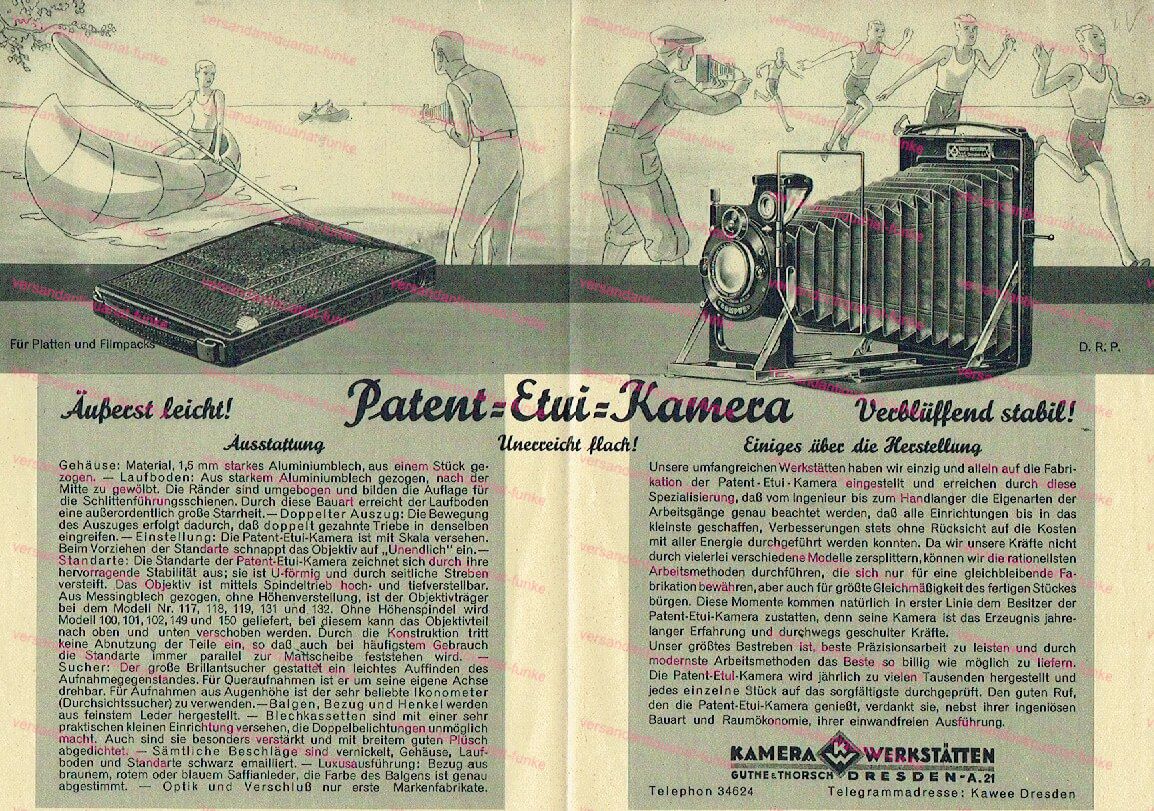 Für Platten und Filmpacks
D. R. P.
COMPUR
Äußerst leicht!
Patent=Etui=Kamera
Verblüffend stabil!
Ausstattung
Unerreicht flach!
Einiges über die Herstellung
Gehäuse: Material, 1,5 mm starkes Aluminiumblech, aus einem Stück ge-
zogen. — Laufboden: Aus starkem Aluminiumblech gezogen, nach der
Mitte zu gewölbt. Die Ränder sind umgebogen und bilden die Auflage für
die Schlittenführungsschienen. Durch diese Bauart erreicht der Laufboden
eine außerordentlich große Starrheit. — Doppelter Auszug: Die Bewegung
des Auszuges erfolgt dadurch, daß doppelt gezahnte Triebe in denselben
eingreifen. — Einstellung: Die Patent-Etui-Kamera ist mit Skala versehen.
Beim Vorziehen der Standarte schnappt das Objektiv auf „Unendlich" ein. —
Standarte: Die Standarte der Patent-Etui-Kamera zeichnet sich durch ihre
hervorragende Stabilität aus; sie ist U-förmig und durch seitliche Streben
versteift. Das Objektiv ist mittels Spindeltrieb hoch- und tiefverstellbar.
Aus Messingblech gezogen, ohne Höhenverstellung, ist der Objektivträger
bei dem Modell Nr. 117, 118, 119, 131 und 132. Ohne Höhenspindel wird
Modell 100, 101, 102, 149 und 150 geliefert, bei diesem kann das Objektivteil
nach oben und unten verschoben werden. Durch die Konstruktion tritt
keine Abnutzung der Teile ein, so daß auch bei häufigstem Gebrauch
die Standarte immer parallel zur Mattscheibe feststehen wird. —
Sucher: Der große Brillantsucher gestattet ein leichtes Auffinden des
Aufnahmegegenstandes. Für Queraufnahmen ist er um seine eigene Achse
drehbar. Für Aufnahmen aus Augenhöhe ist der sehr beliebte Ikonometer
(Durchsichtssucher) zu verwenden. — Balgen, Bezug und Henkel werden
aus feinstem Leder hergestellt. — Blechkassetten sind mit einer sehr
praktischen kleinen Einrichtung versehen, die Doppelbelichtungen unmöglich
macht. Auch sind sie besonders verstärkt und mit breitem guten Plüsch
abgedichtet. — Sämtliche Beschläge sind vernickelt, Gehäuse, Lauf-
boden und Standarte schwarz emailliert. — Luxusausführung: Bezug aus
braunem, rotem oder blauem Saffianleder, die Farbe des Balgens ist genau
abgestimmt. — Optik und Verschluß nur erste Markenfabrikate.
Unsere umfangreichen Werkstätten haben wir einzig und allein auf die Fabri-
kation der Patent-Etui-Kamera eingestellt und erreichen durch diese
Spezialisierung, daß vom Ingenieur bis zum Handlanger die Eigenarten der
Arbeitsgänge genau beachtet werden, daß alle Einrichtungen bis in das
kleinste geschaffen, Verbesserungen stets ohne Rücksicht auf die Kosten
mit aller Energie durchgeführt werden konnten. Da wir unsere Kräfte nicht
durch vielerlei verschiedene Modelle zersplittern, können wir die rationellsten
Arbeitsmethoden durchführen, die sich nur für eine gleichbleibende Fa-
brikation bewähren, aber auch für größte Gleichmäßigkeit des fertigen Stückes
bürgen. Diese Momente kommen natürlich in erster Linie dem Besitzer der
Patent-Etui-Kamera zustatten, denn seine Kamera ist das Erzeugnis jahre-
langer Erfahrung und durchwegs geschulter Kräfte.
Unser größtes Bestreben ist, beste Präzisionsarbeit zu leisten und durch
modernste Arbeitsmethoden das Beste so billig wie möglich zu liefern.
Die Patent-Etui-Kamera wird jährlich zu vielen Tausenden hergestellt und
jedes einzelne Stück auf das sorgfältigste durchgeprüft. Den guten Ruf,
den die Patent-Etui-Kamera genießt, verdankt sie, nebst ihrer ingeniösen
Bauart und Raumökonomie, ihrer einwandfreien Ausführung.
KAMERA KW WERKSTÄTTEN
GUTHE & THORSCH DRESDEN-A. 21
Telephon 34624 Telegrammadresse: Kawee Dresden
versandantiquariat-funke